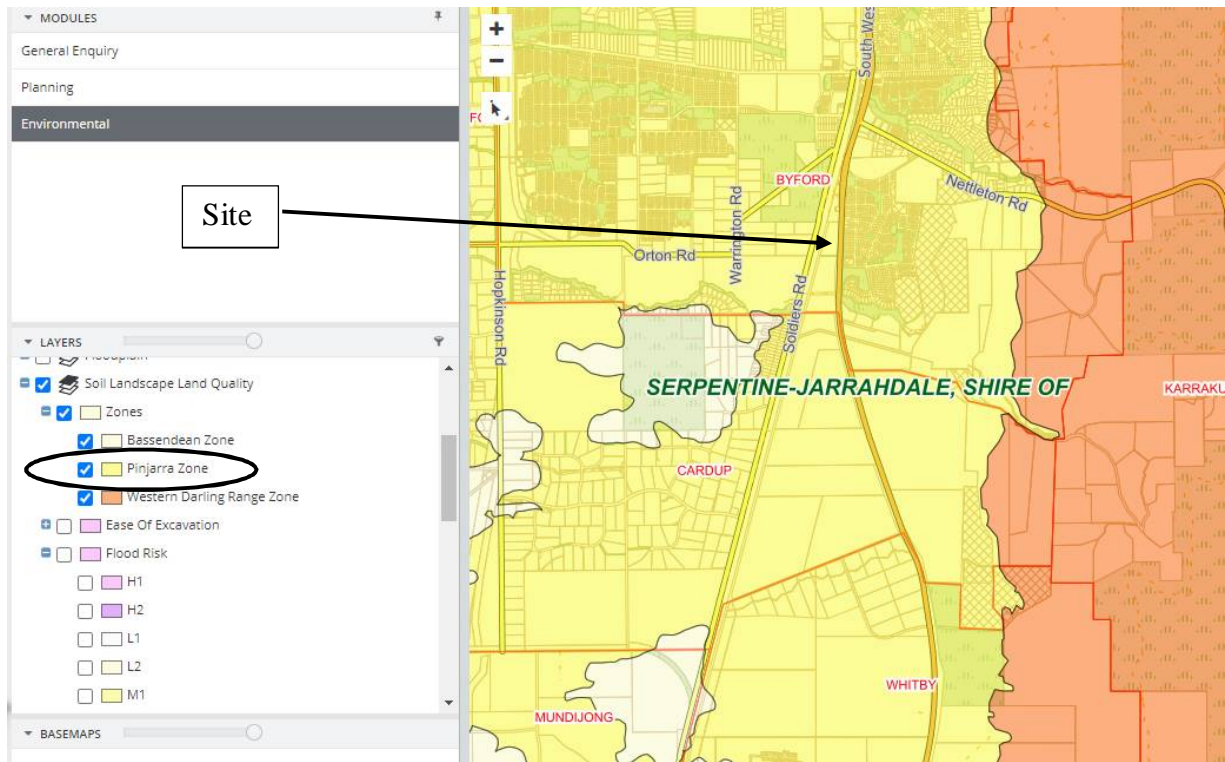 MODULES
General Enquiry
Planning
Environmental
Site
LAYERS
Floodplain
Soil Landscape Land Quality
Zones
Bassendean Zone
Pinjarra Zone
Western Darling Range Zone
Ease Of Excavation
Flood Risk
H1
H2
L1
L2
M1
BASEMAPS
+
−
South Wes
BYFORD
Nettleton Rd
Warrington Rd
Orton Rd
Hopkinson Rd
Soldiers Rd
SERPENTINE-JARRAHDALE, SHIRE OF
KARRAKU
CARDUP
WHITBY
MUNDIJONG